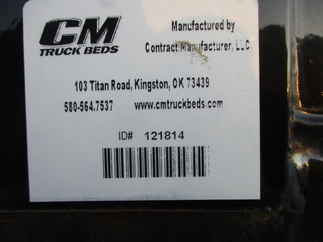 CM
TRUCK BEDS
Manufactured by
Contract Manufacturer, LLC
103 Titan Road, Kingston, OK 73439
580-564.7537 www.cmtruckbeds.com
ID# 121814